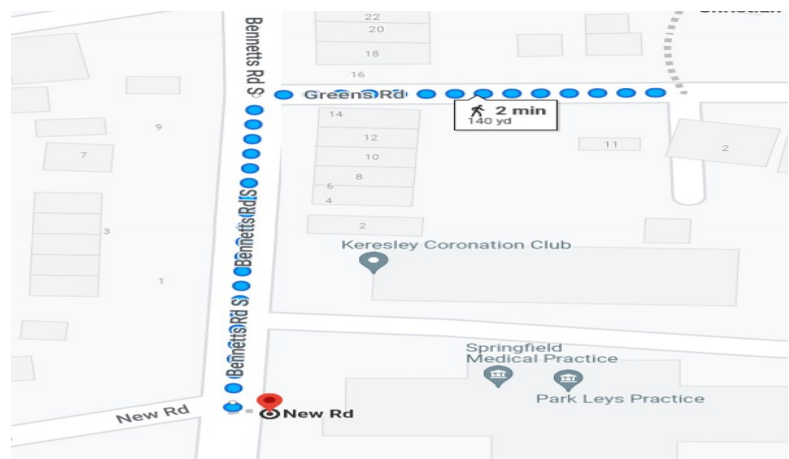 Bennetts Rd S
22
20
18
16
Greens Rd
2 min
140 yd
14
12
10
8
6
4
2
9
7
3
1
11
2
Bennetts Rd S
Keresley Coronation Club
Bennetts Rd S
Springfield
Medical Practice
Park Leys Practice
New Rd
New Rd